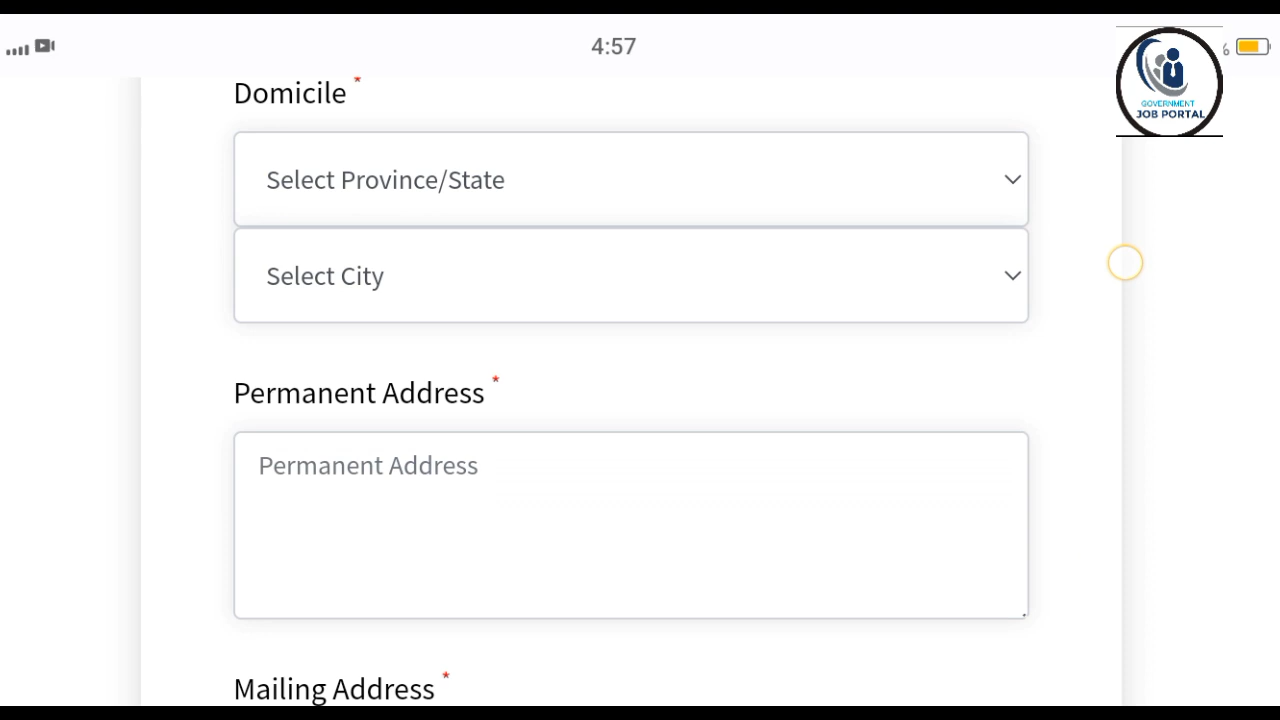 4:57
GOVERNMENT
JOB PORTAL
Domicile *
Select Province/State
Select City
Permanent Address *
Permanent Address
Mailing Address *